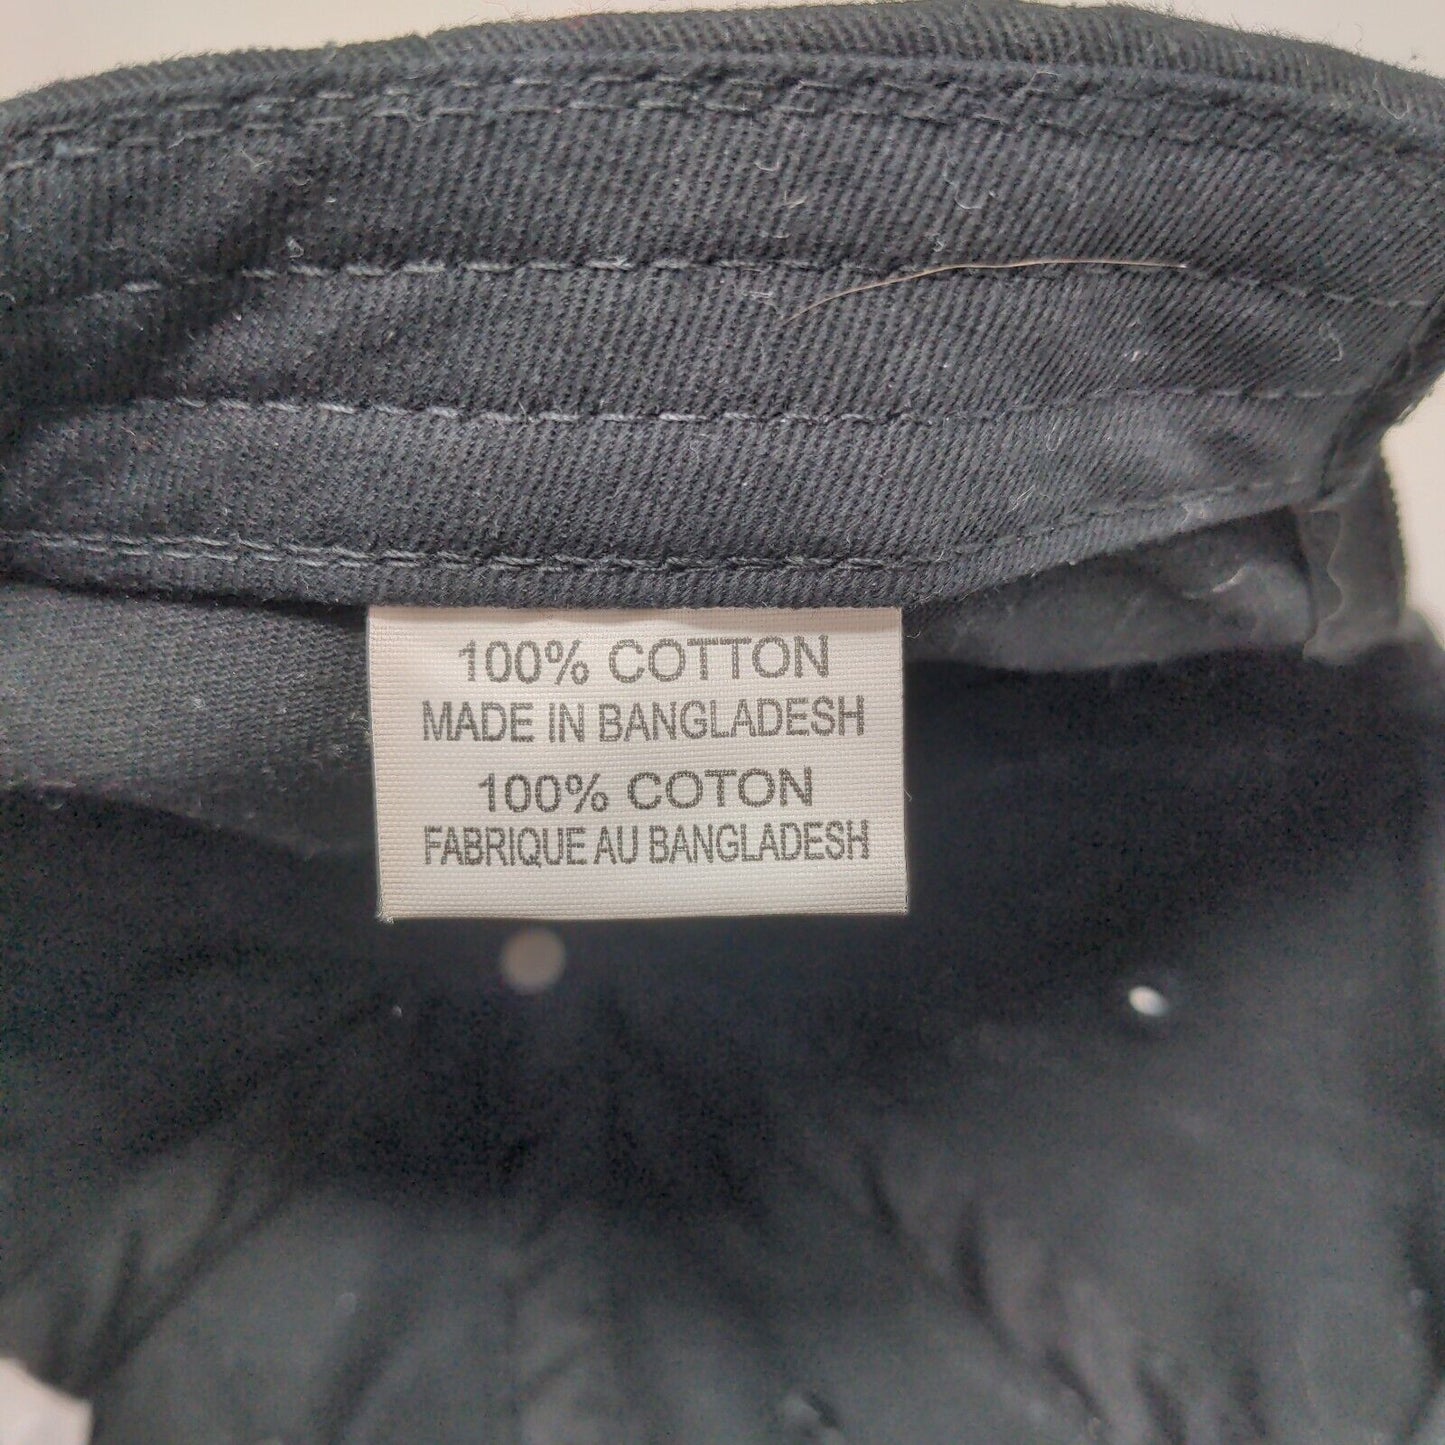 100% COTTON
MADE IN BANGLADESH
100% COTON
FABRIQUE AU BANGLADESH